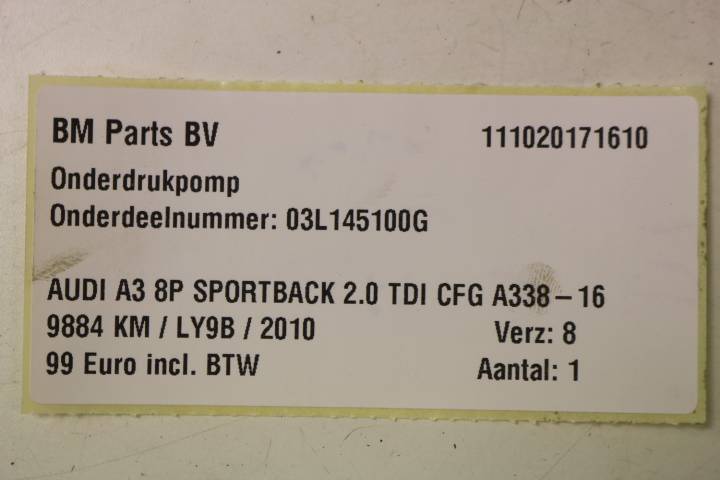 BM Parts BV 111020171610
Onderdrukpomp
Onderdeelnummer: 03L145100G
AUDI A3 8P SPORTBACK 2.0 TDI CFG A338-16
9884 KM / LY9B / 2010 Verz: 8
99 Euro incl. BTW Aantal: 1